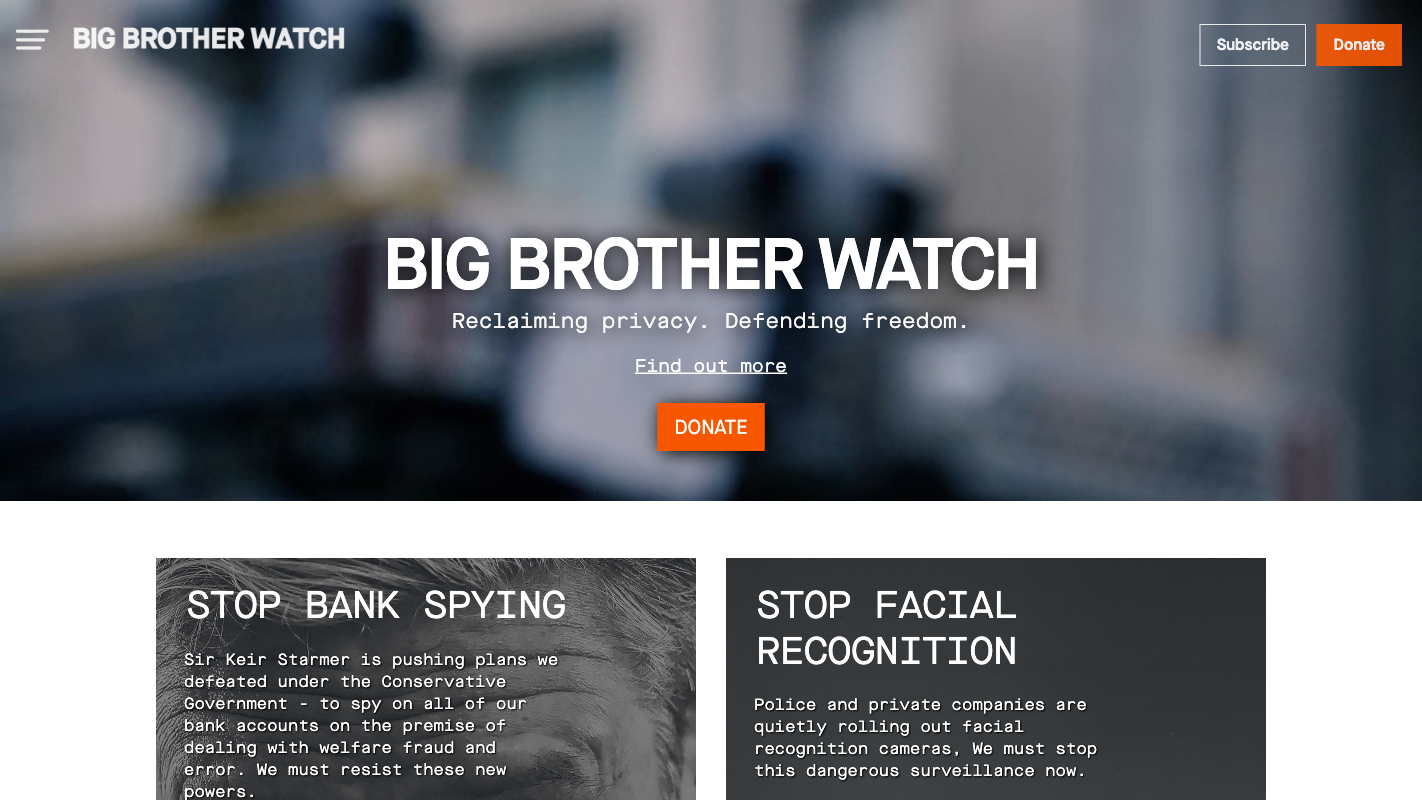 BIG BROTHER WATCH
Subscribe
Donate
BIG BROTHER WATCH
Reclaiming privacy. Defending freedom.
Find out more
DONATE
STOP BANK SPYING
Sir Keir Starmer is pushing plans we
defeated under the Conservative
Government - to spy on all of our
bank accounts on the premise of
dealing with welfare fraud and
error. We must resist these new
powers.
STOP FACIAL
RECOGNITION
Police and private companies are
quietly rolling out facial
recognition cameras, We must stop
this dangerous surveillance now.